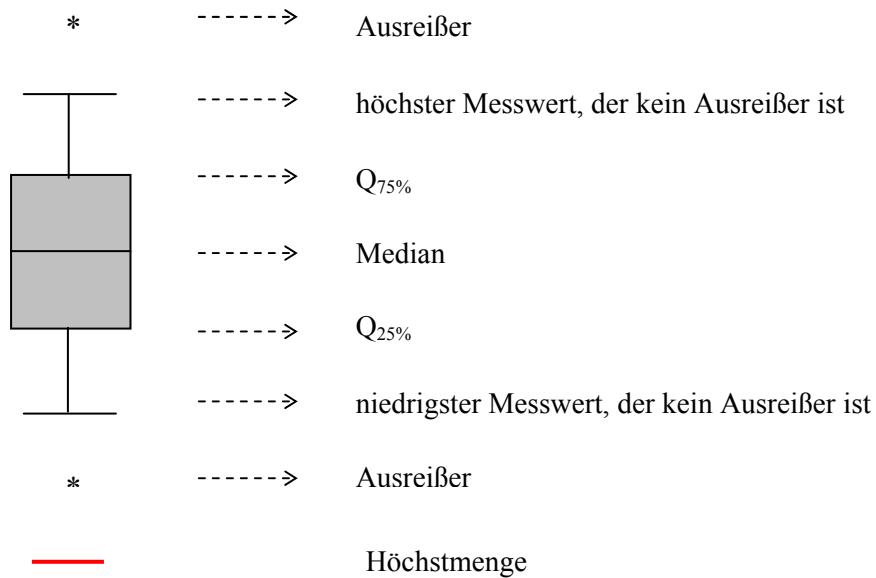 * Ausreißer
höchster Messwert, der kein Ausreißer ist
Q75%
Median
Q25%
niedrigster Messwert, der kein Ausreißer ist
* Ausreißer
Höchstmenge